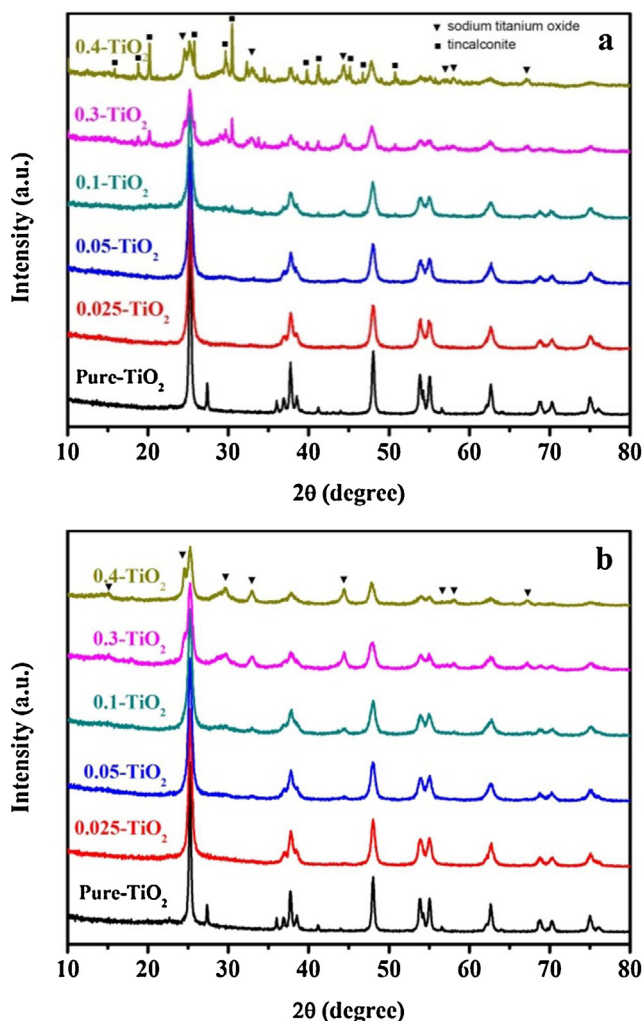 ▼ sodium titanium oxide
■ tincalconite
a
0.4-TiO2
0.3-TiO2
0.1-TiO2
0.05-TiO2
0.025-TiO2
Pure-TiO2
Intensity (a.u.)
10 20 30 40 50 60 70 80
2θ (degree)
b
0.4-TiO2
0.3-TiO2
0.1-TiO2
0.05-TiO2
0.025-TiO2
Pure-TiO2
Intensity (a.u.)
10 20 30 40 50 60 70 80
2θ (degree)